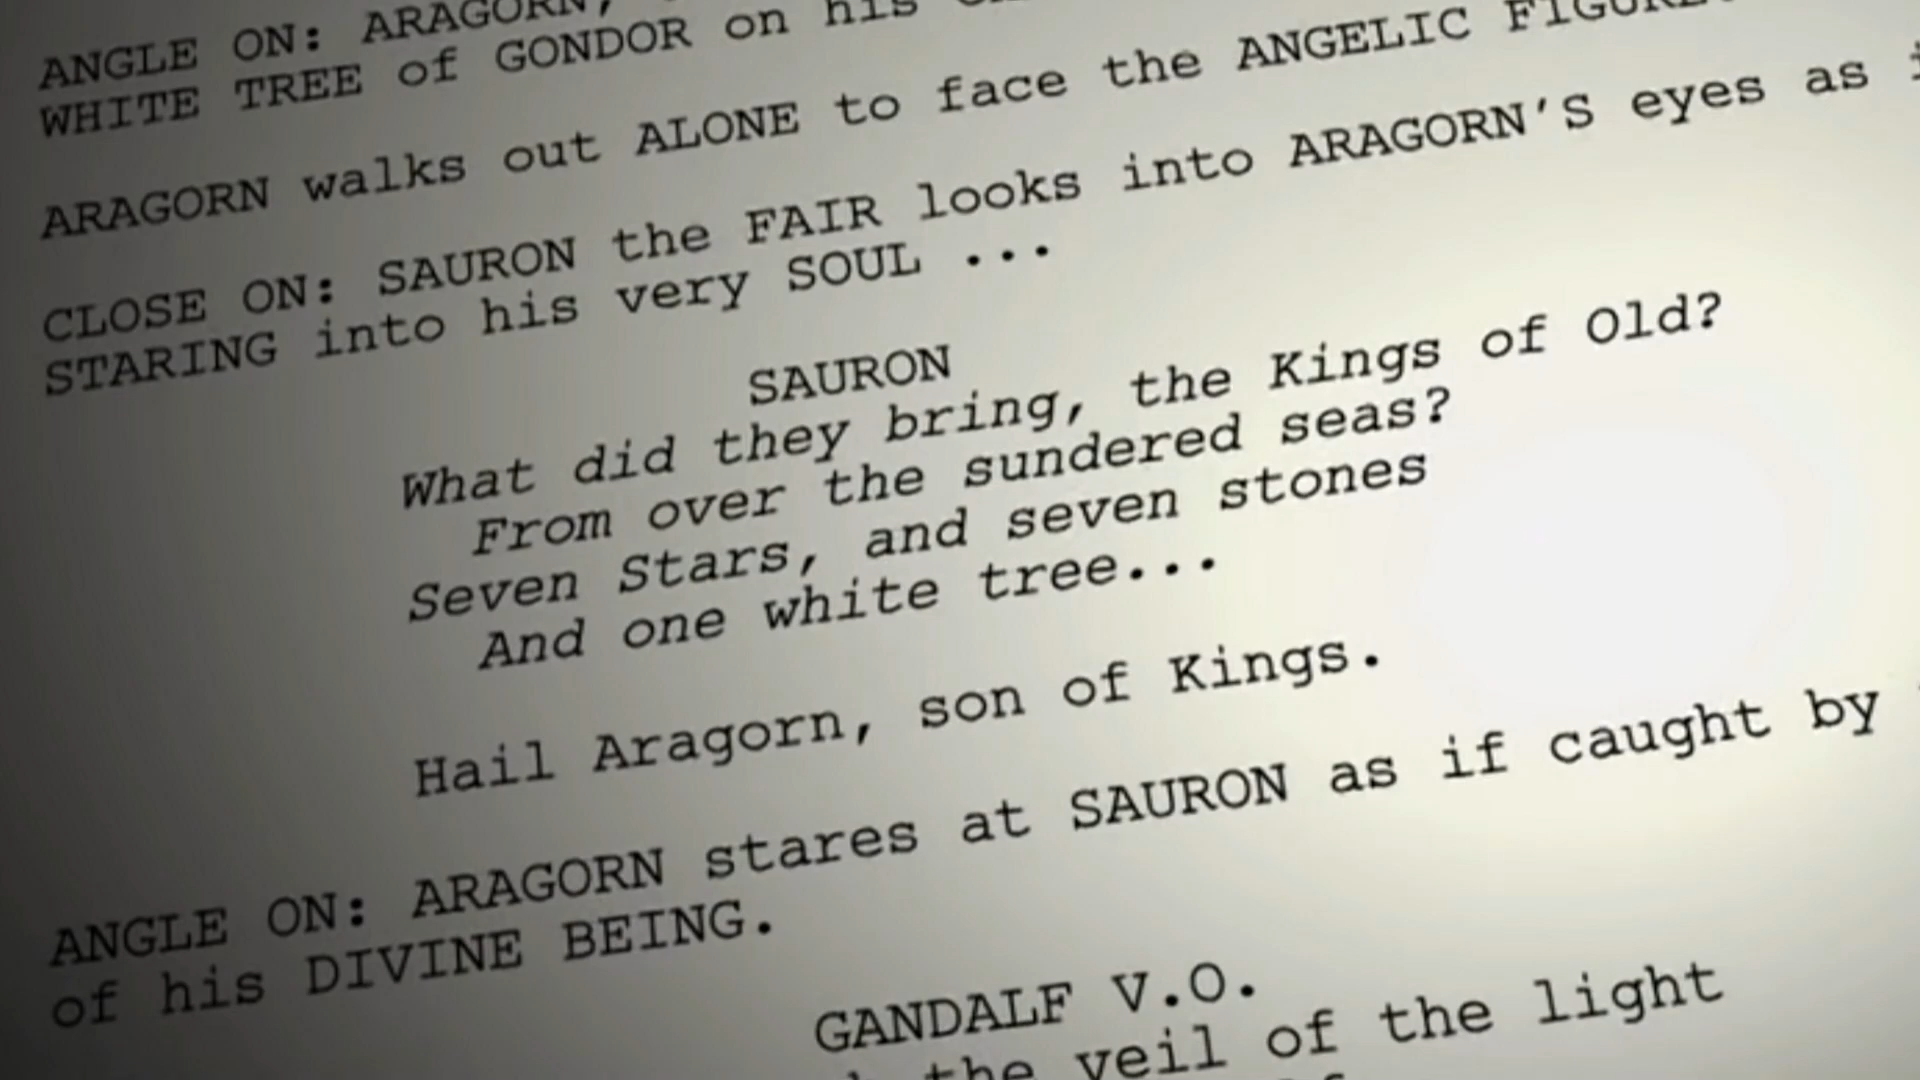 ANGLE ON: ARAGORN,
WHITE TREE of GONDOR on his
ARAGORN walks out ALONE to face the ANGELIC
CLOSE ON: SAURON the FAIR looks into ARAGORN'S eyes as
STARING into his very SOUL ...
SAURON
What did they bring, the Kings of Old?
From over the sundered seas?
Seven Stars, and seven stones
And one white tree...
Hail Aragorn, son of Kings.
ANGLE ON: ARAGORN stares at SAURON as if caught by
of his DIVINE BEING.
GANDALF V.O.
the veil of the light